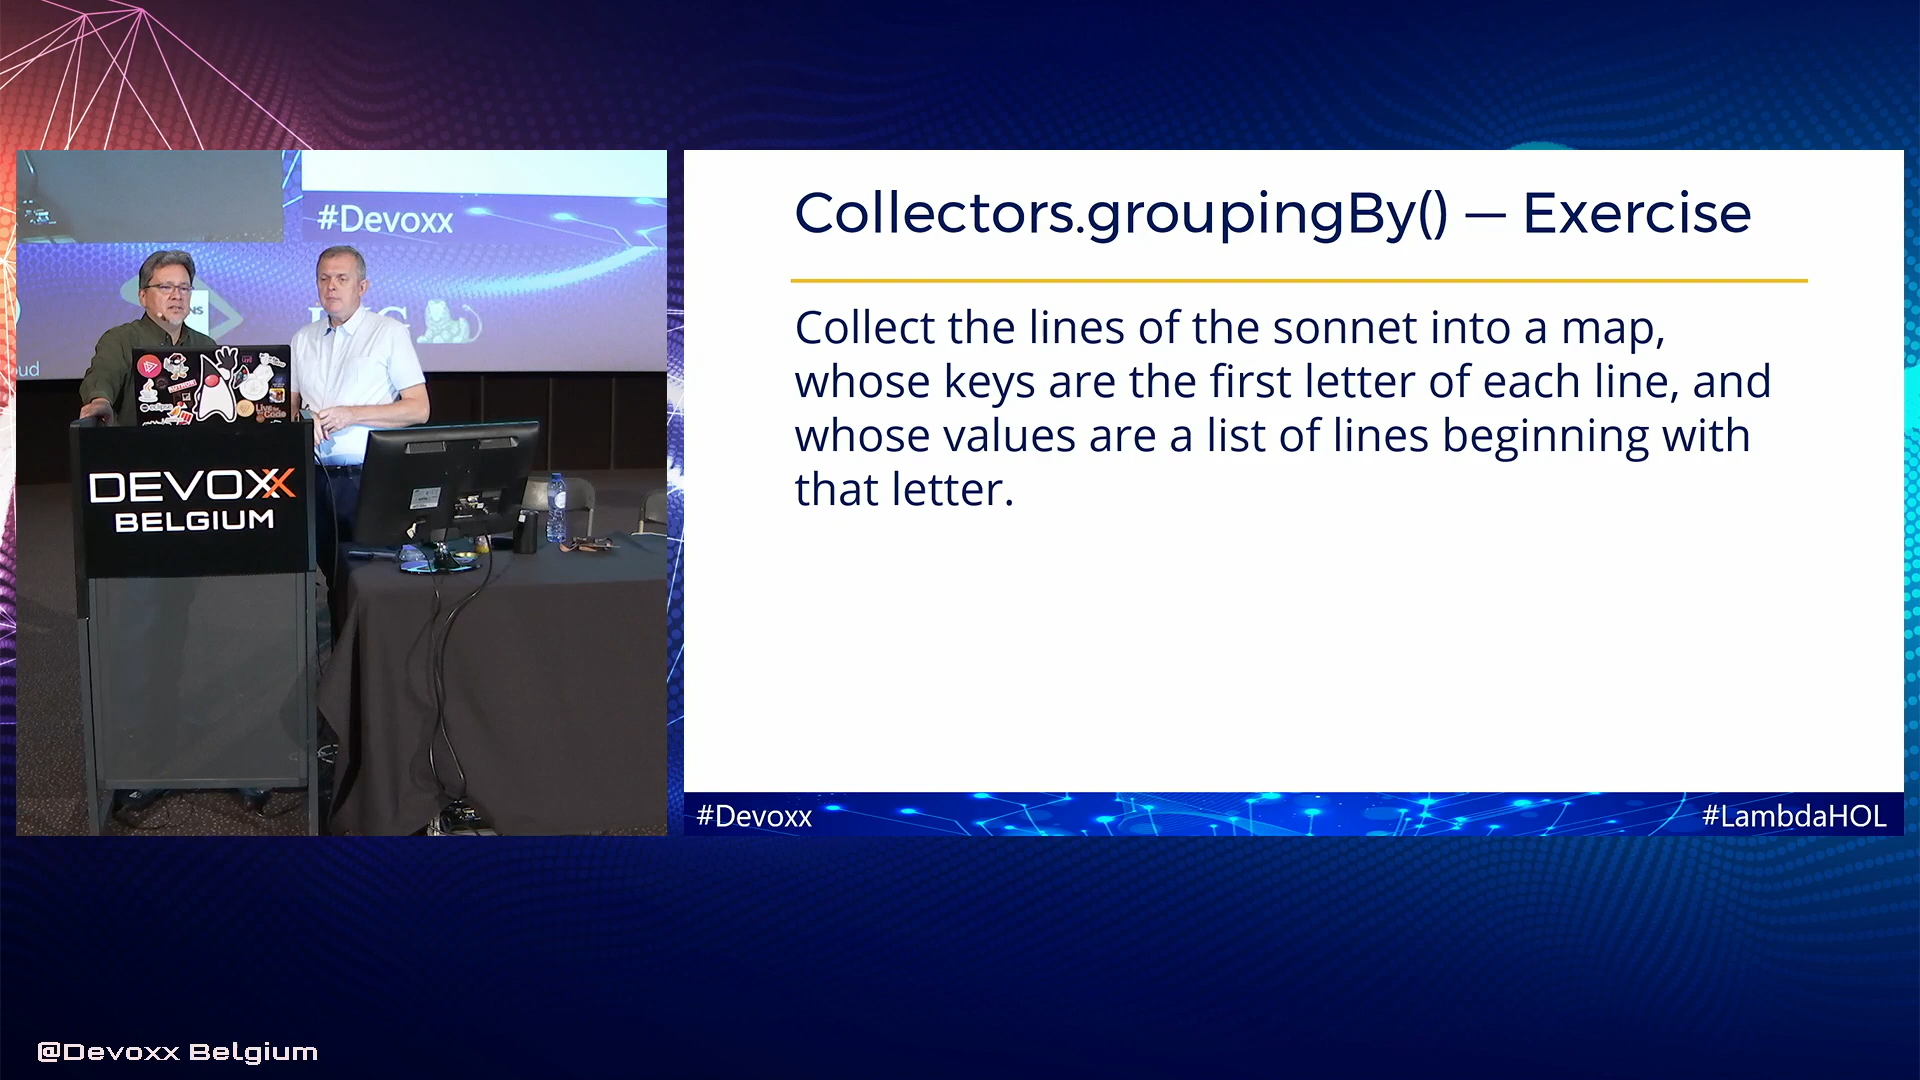 #Devoxx
oud
DEVOXX
BELGIUM
Collectors.groupingBy() — Exercise
Collect the lines of the sonnet into a map,
whose keys are the first letter of each line, and
whose values are a list of lines beginning with
that letter.
#Devoxx
#LambdaHOL
@Devoxx Belgium